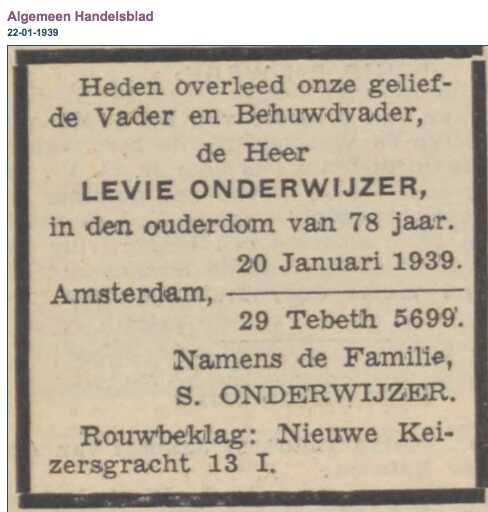 Algemeen Handelsblad
22-01-1939
Heden overleed onze gelief-
de Vader en Behuwdvader,
de Heer
LEVIE ONDERWIJZER,
in den ouderdom van 78 jaar.
20 Januari 1939.
Amsterdam,
29 Tebeth 5699.
Namens de Familie,
S. ONDERWIJZER.
Rouwbeklag: Nieuwe Kei-
zersgracht 13 I.